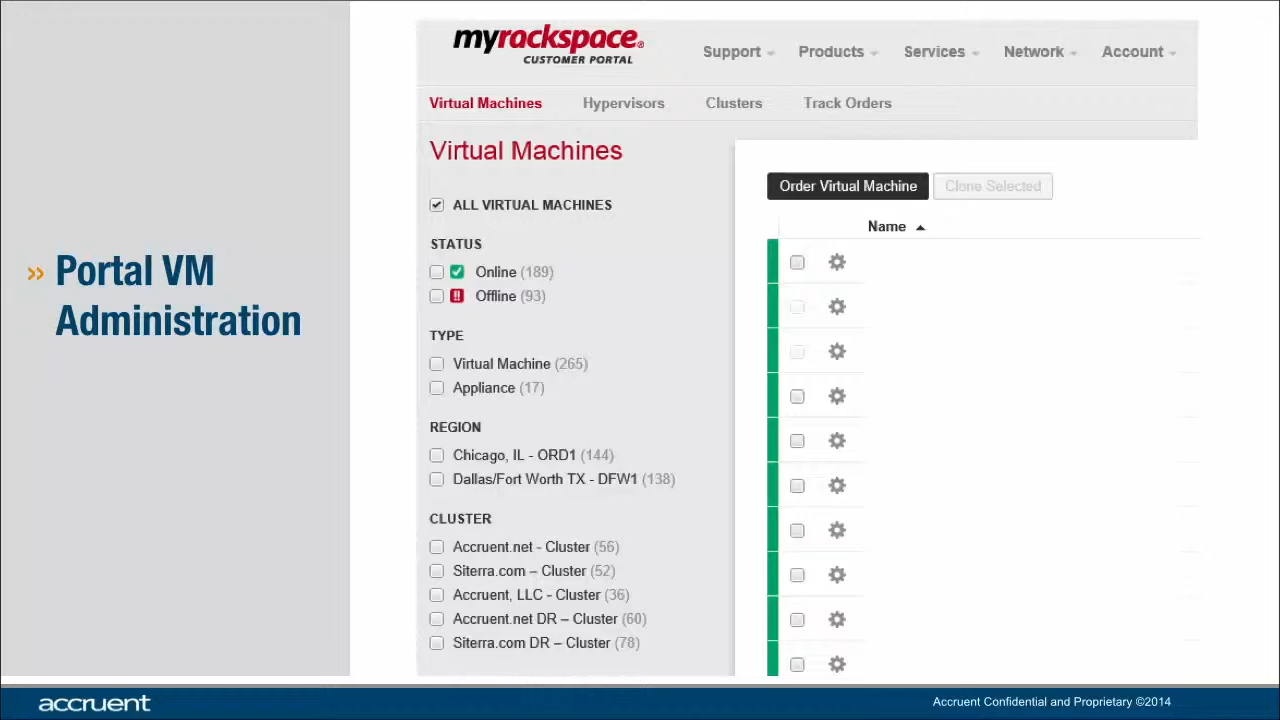 Portal VM
Administration
myrackspace®
CUSTOMER PORTAL
Support
Products
Services
Network
Account
Virtual Machines
Hypervisors
Clusters
Track Orders
Virtual Machines
ALL VIRTUAL MACHINES
STATUS
Online (189)
Offline (93)
TYPE
Virtual Machine (265)
Appliance (17)
REGION
Chicago, IL - ORD1 (144)
Dallas/Fort Worth TX - DFW1 (138)
CLUSTER
Accruent.net - Cluster (56)
Siterra.com – Cluster (52)
Accruent, LLC - Cluster (36)
Accruent.net DR – Cluster (60)
Siterra.com DR – Cluster (78)
Order Virtual Machine
Clone Selected
Name
accruent
Accruent Confidential and Proprietary ©2014